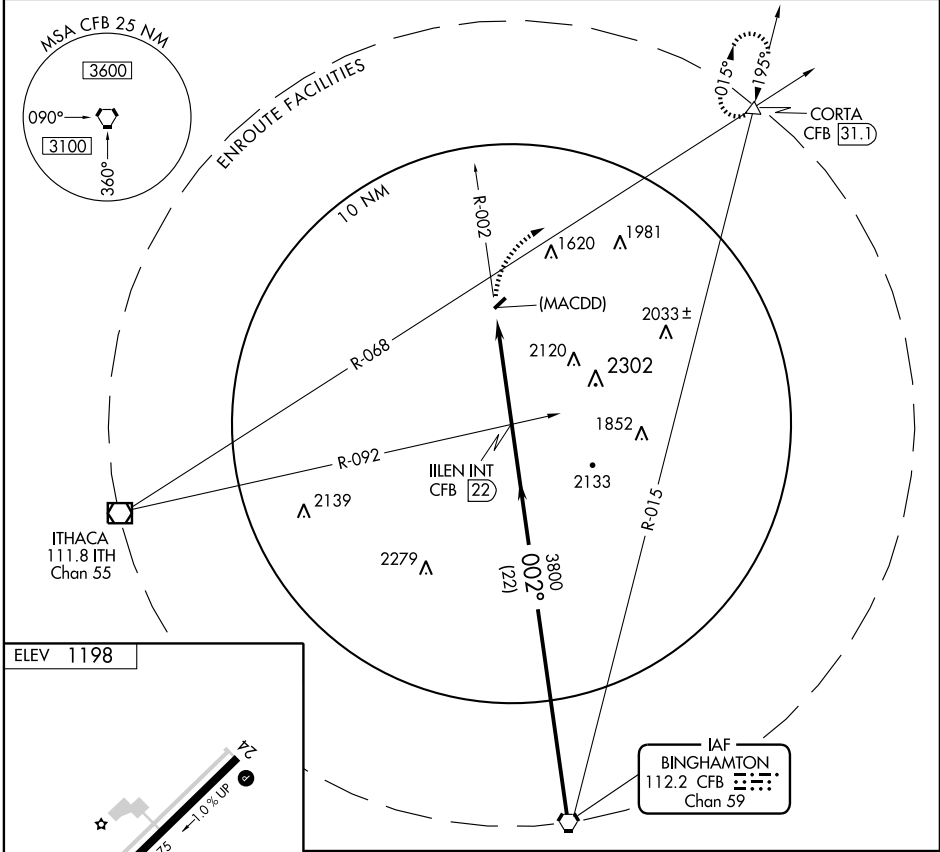 MSA CFB 25 NM
3600
090°
3100
360°
ENROUTE FACILITIES
015°
195°
CORTA
CFB 31.1
10 NM
R-002
1620
1981
(MACDD)
2033±
R-068
2120
2302
1852
R-092
IILEN INT
CFB 22
2133
R-015
2139
ITHACA
111.8 ITH
Chan 55
2279
3800
002°
(22)
ELEV 1198
IAF
BINGHAMTON
112.2 CFB
Chan 59
24
P
1.0% UP
75